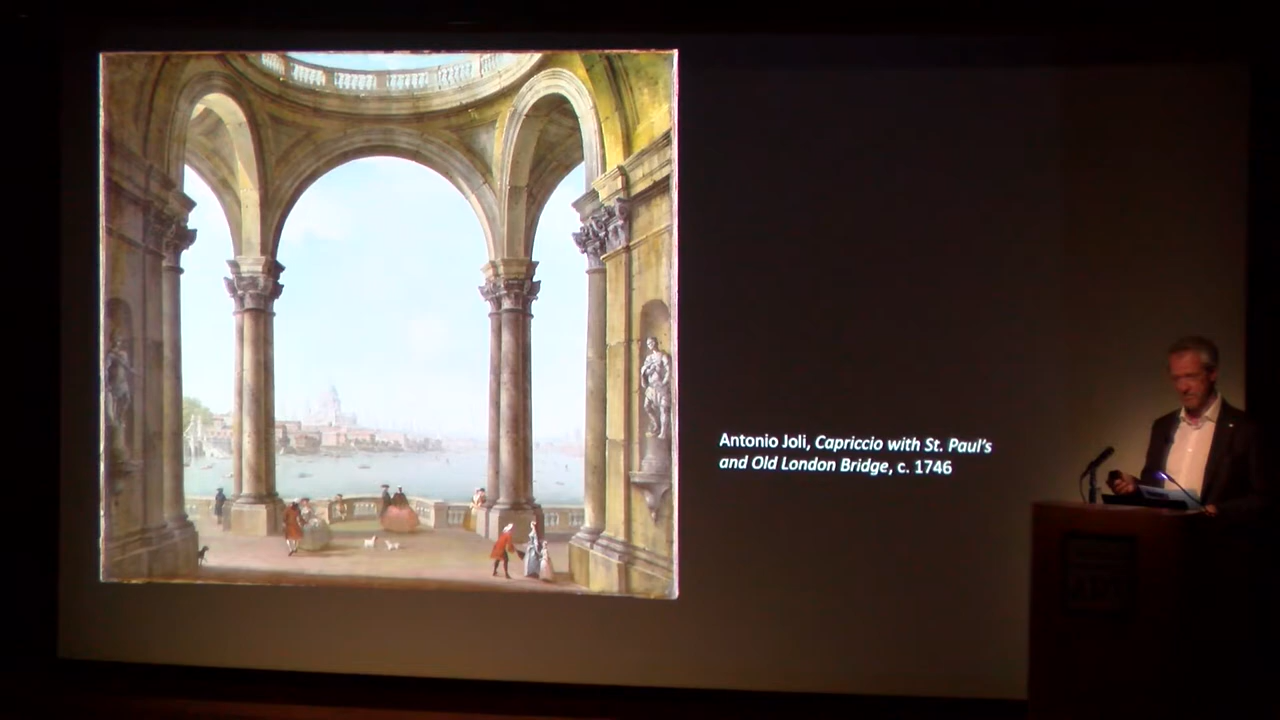 Antonio Joli, Capriccio with St. Paul's
and Old London Bridge, c. 1746